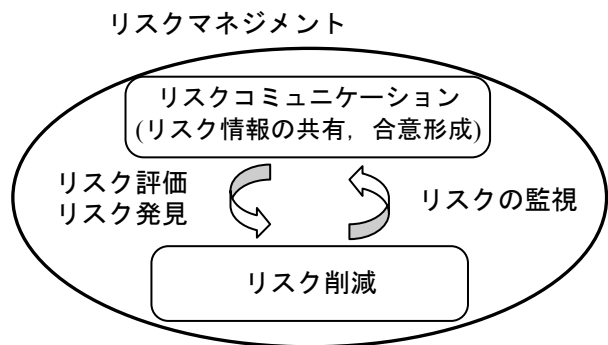 リスクマネジメント
リスクコミュニケーション
(リスク情報の共有，合意形成)
リスク評価
リスク発見
リスクの監視
リスク削減